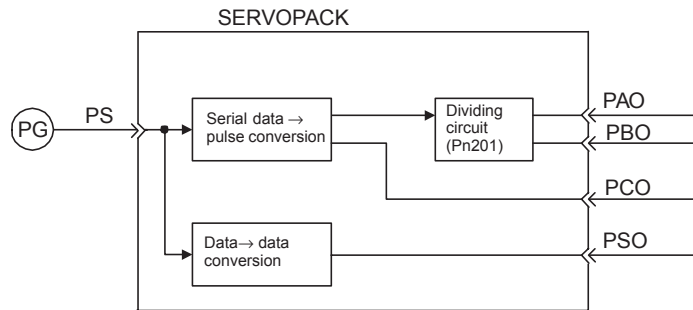 SERVOPACK
PG
PS
Serial data →
pulse conversion
Dividing
circuit
(Pn201)
PAO
PBO
PCO
Data→ data
conversion
PSO